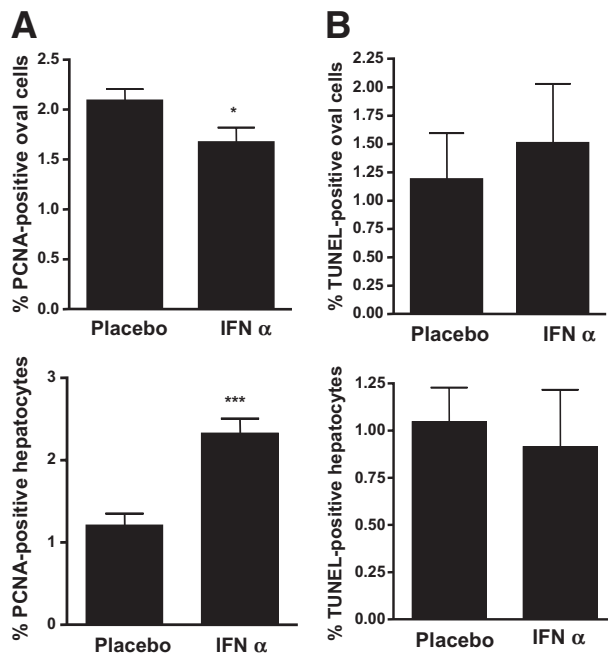 A
% PCNA-positive oval cells
2.5
2.0
1.5
1.0
0.5
0.0
*
Placebo IFN α
B
% TUNEL-positive oval cells
2.25
2.00
1.75
1.50
1.25
1.00
0.75
0.50
0.25
0.00
Placebo IFN α
% PCNA-positive hepatocytes
3
2
1
0
***
Placebo IFN α
% TUNEL-positive hepatocytes
1.25
1.00
0.75
0.50
0.25
0.00
Placebo IFN α